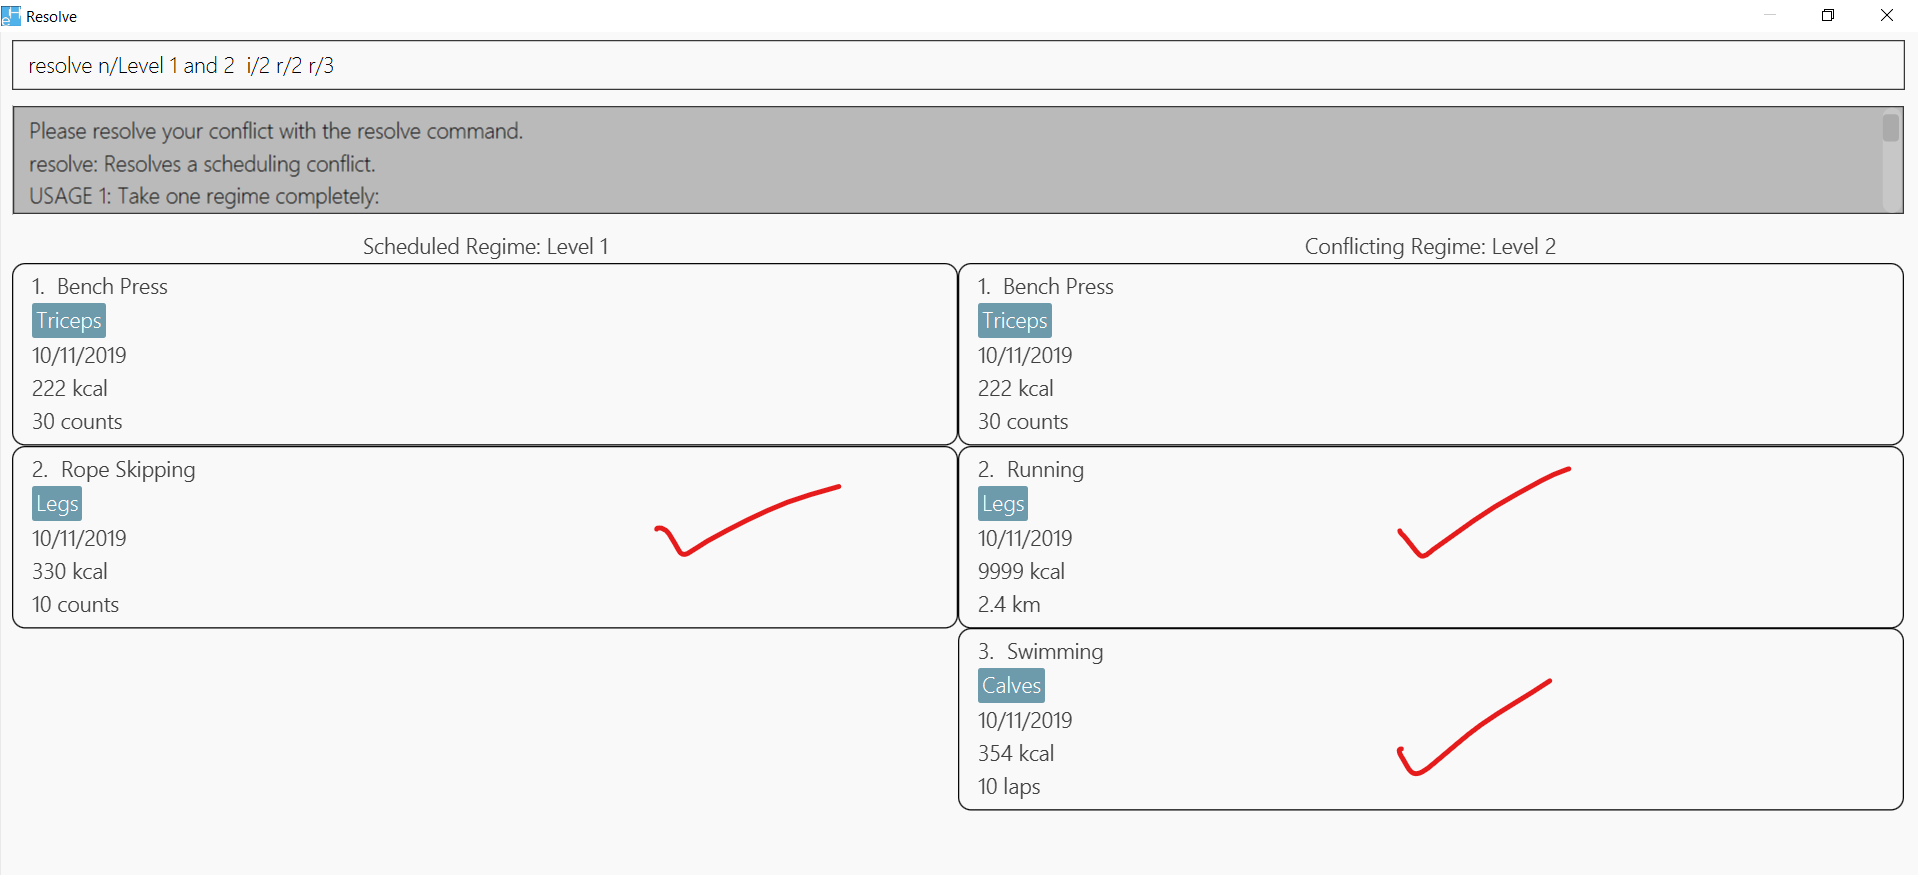 eH Resolve
resolve n/Level 1 and 2  i/2 r/2 r/3
Please resolve your conflict with the resolve command.
resolve: Resolves a scheduling conflict.
USAGE 1: Take one regime completely:
Scheduled Regime: Level 1
1.  Bench Press
Triceps
10/11/2019
222 kcal
30 counts
2.  Rope Skipping
Legs
10/11/2019
330 kcal
10 counts
Conflicting Regime: Level 2
1.  Bench Press
Triceps
10/11/2019
222 kcal
30 counts
2.  Running
Legs
10/11/2019
9999 kcal
2.4 km
3.  Swimming
Calves
10/11/2019
354 kcal
10 laps